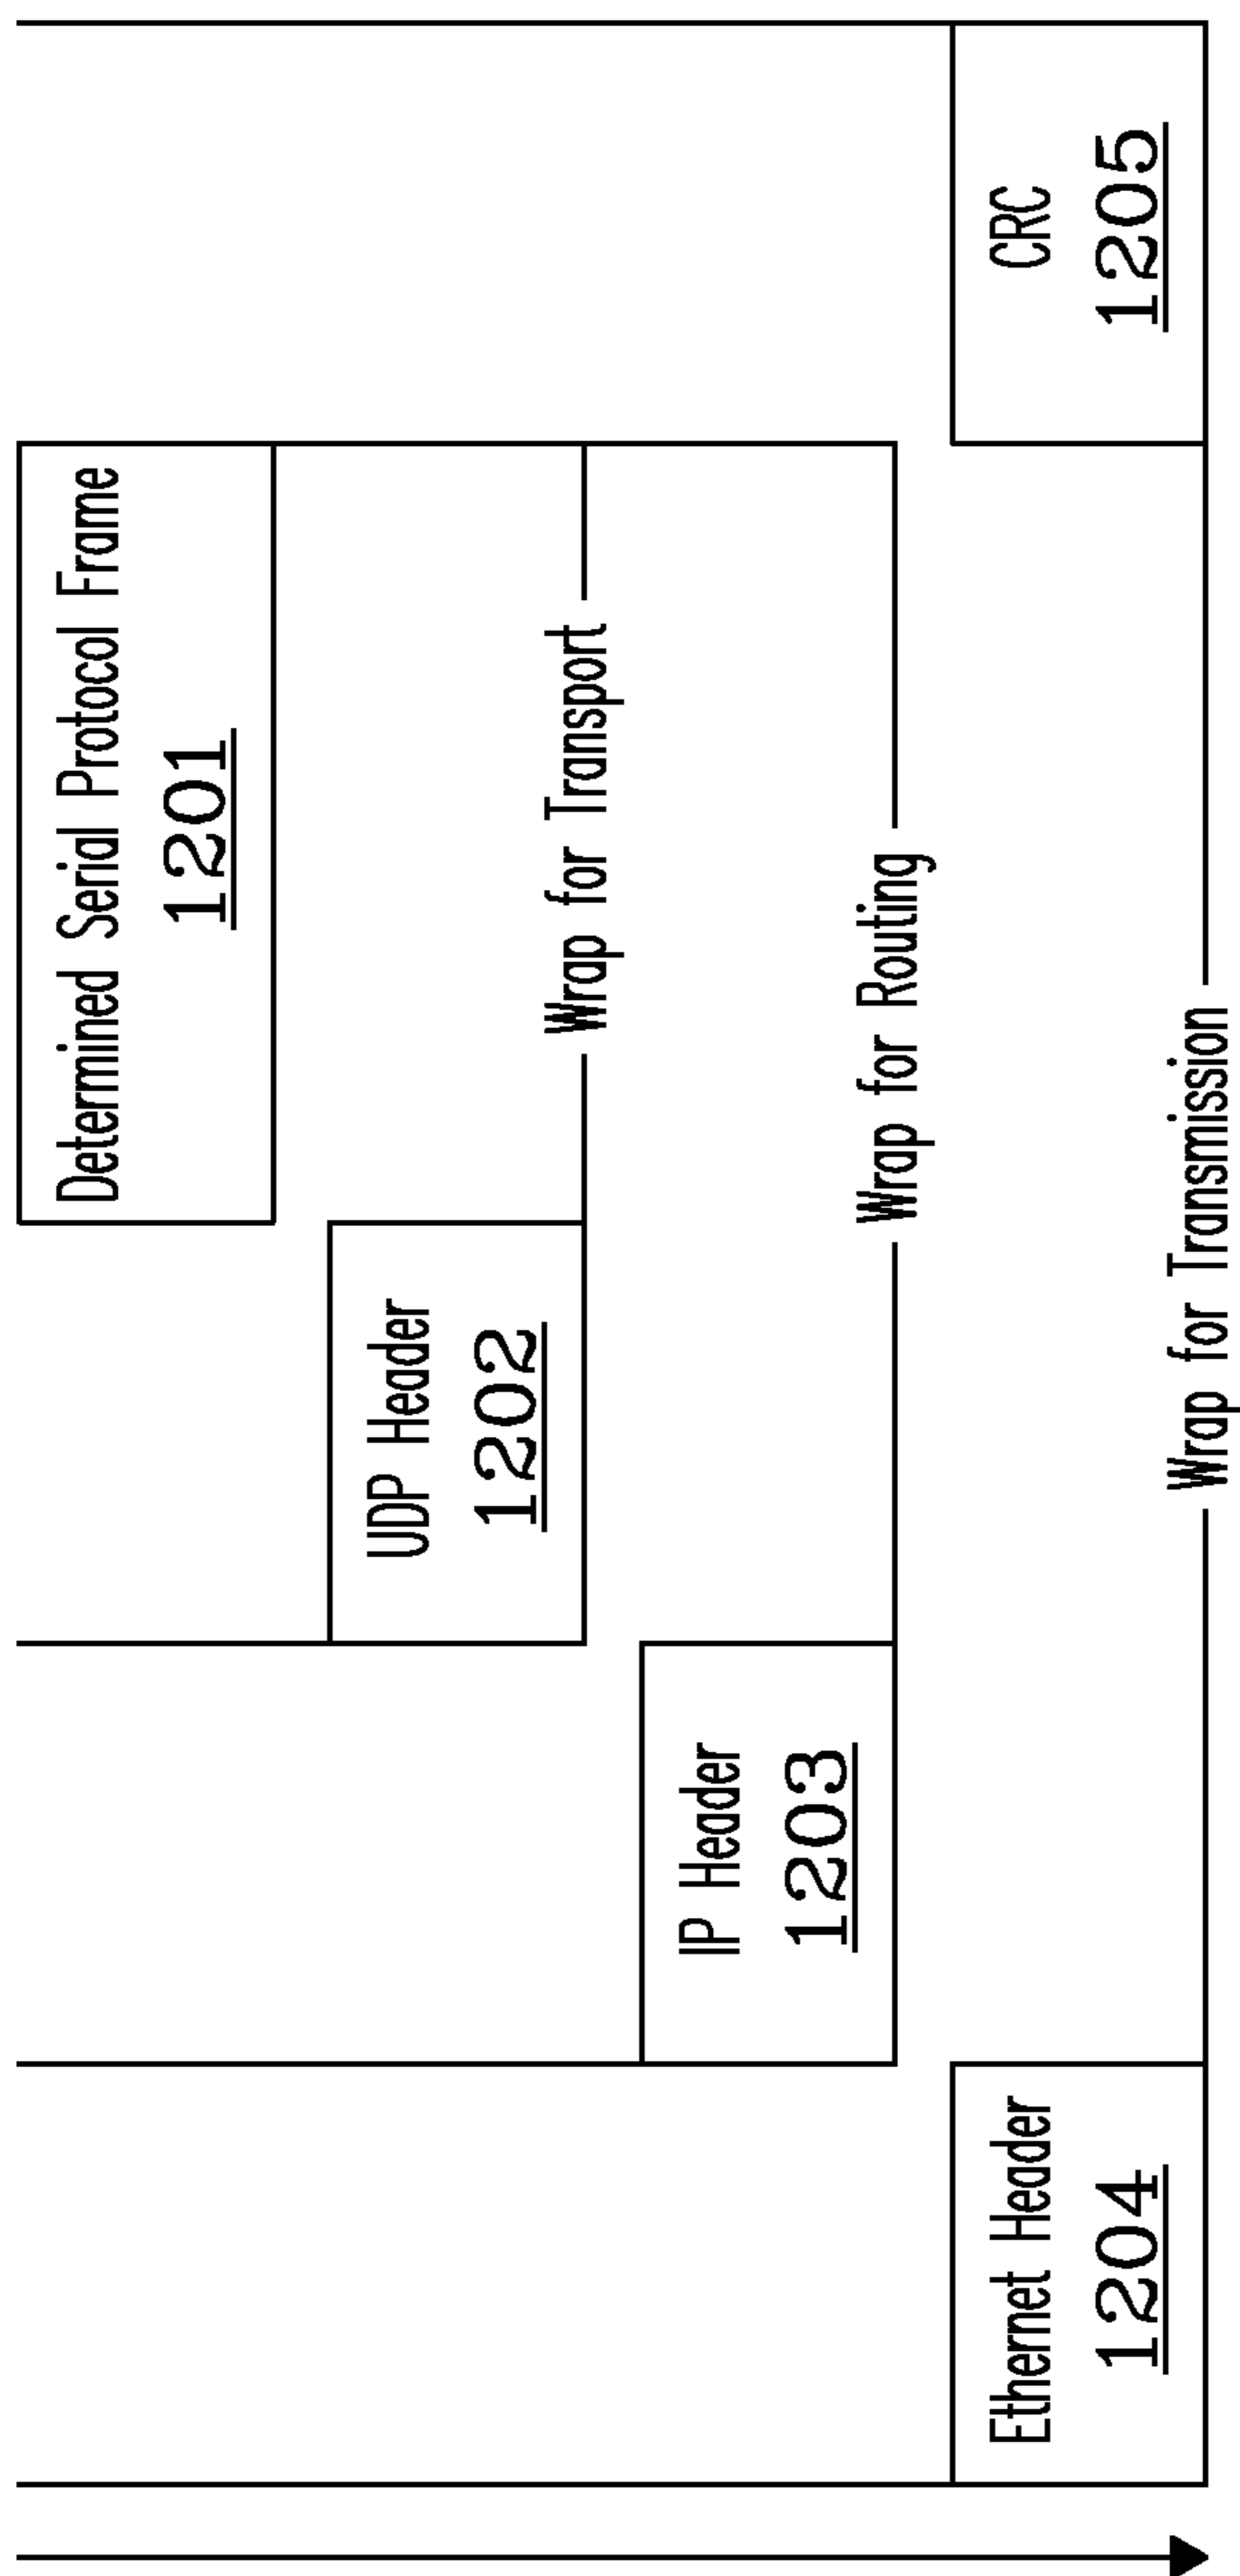 Determined Serial Protocol Frame
1201
UDP Header
1202
Wrap for Transport
IP Header
1203
Wrap for Routing
Ethernet Header
1204
CRC
1205
Wrap for Transmission